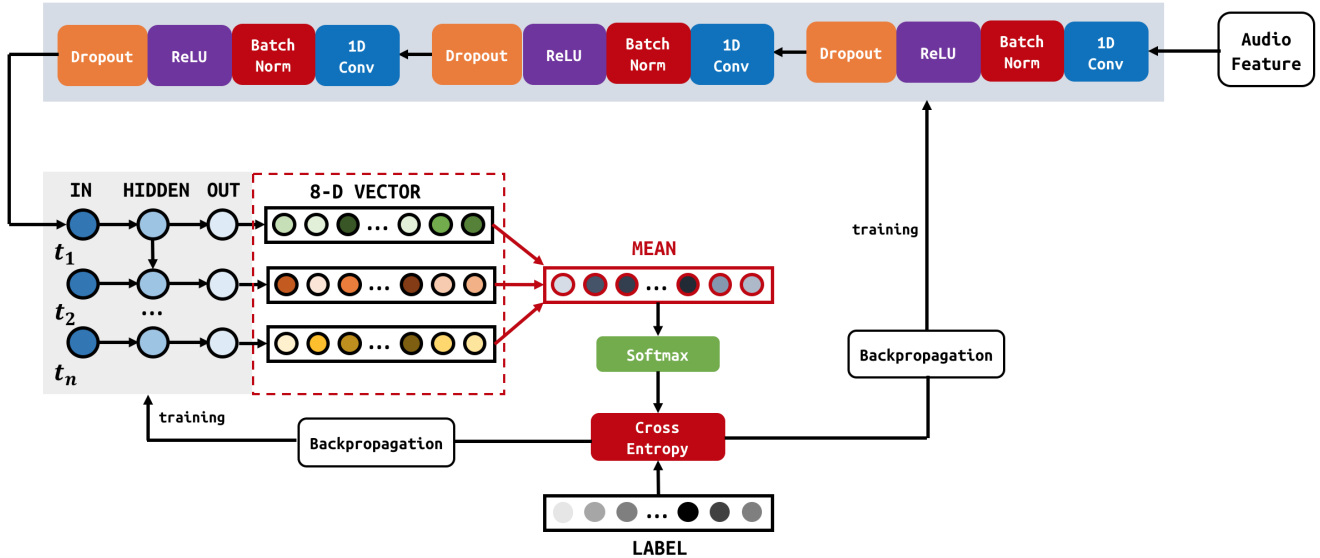 Dropout
ReLU
Batch
Norm
1D
Conv
Dropout
ReLU
Batch
Norm
1D
Conv
Dropout
ReLU
Batch
Norm
1D
Conv
Audio
Feature
IN HIDDEN OUT
8-D VECTOR
t1
...
MEAN
training
t2
...
...
...
tn
...
Softmax
Backpropagation
training
Backpropagation
Cross
Entropy
...
LABEL